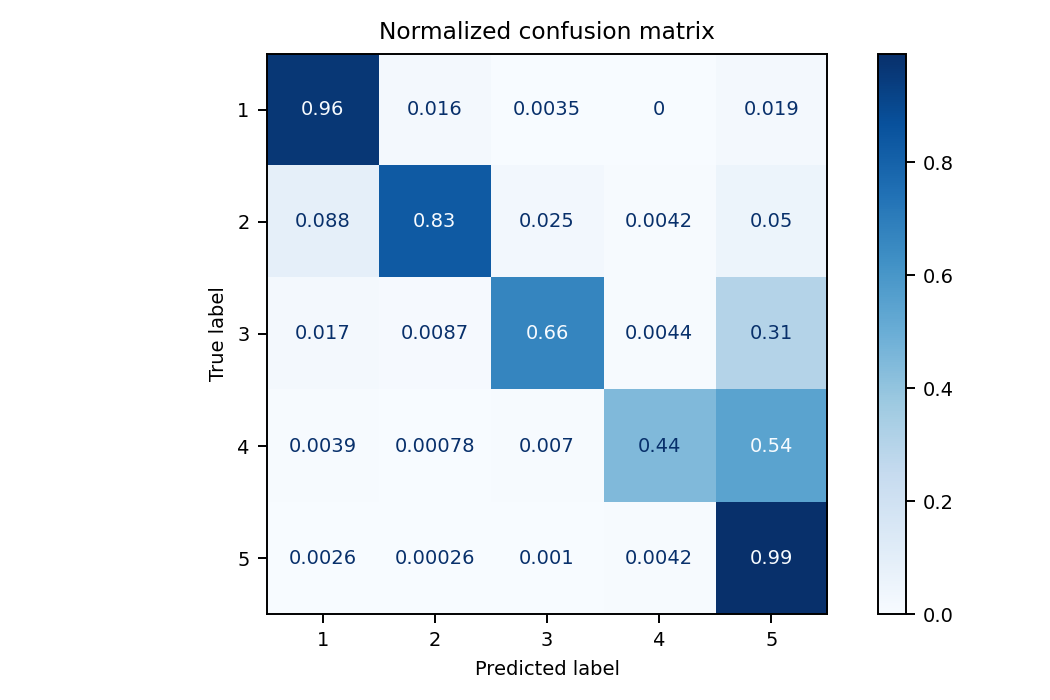 Normalized confusion matrix
True label
1 0.96 0.016 0.0035 0 0.019
2 0.088 0.83 0.025 0.0042 0.05
3 0.017 0.0087 0.66 0.0044 0.31
4 0.0039 0.00078 0.007 0.44 0.54
5 0.0026 0.00026 0.001 0.0042 0.99
1 2 3 4 5
Predicted label
0.8
0.6
0.4
0.2
0.0